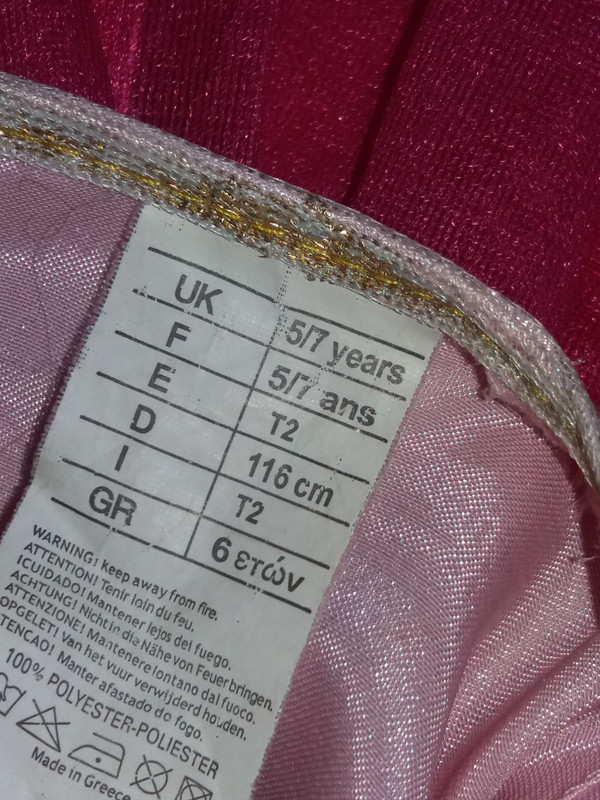 UK 5/7 years
F 5/7 ans
E T2
D 116 cm
I T2
GR 6 ετών
WARNING! keep away from fire.
ATTENTION! Tenir loin du feu.
¡CUIDADO! Mantener lejos del fuego.
ACHTUNG! Nicht in die Nähe von Feuer bringen.
ATTENZIONE! Mantenere lontano dal fuoco.
OPGELET! Van het vuur verwijderd houden.
TENCAO! Manter afastado do fogo.
100% POLYESTER-POLIESTER
Made in Greece